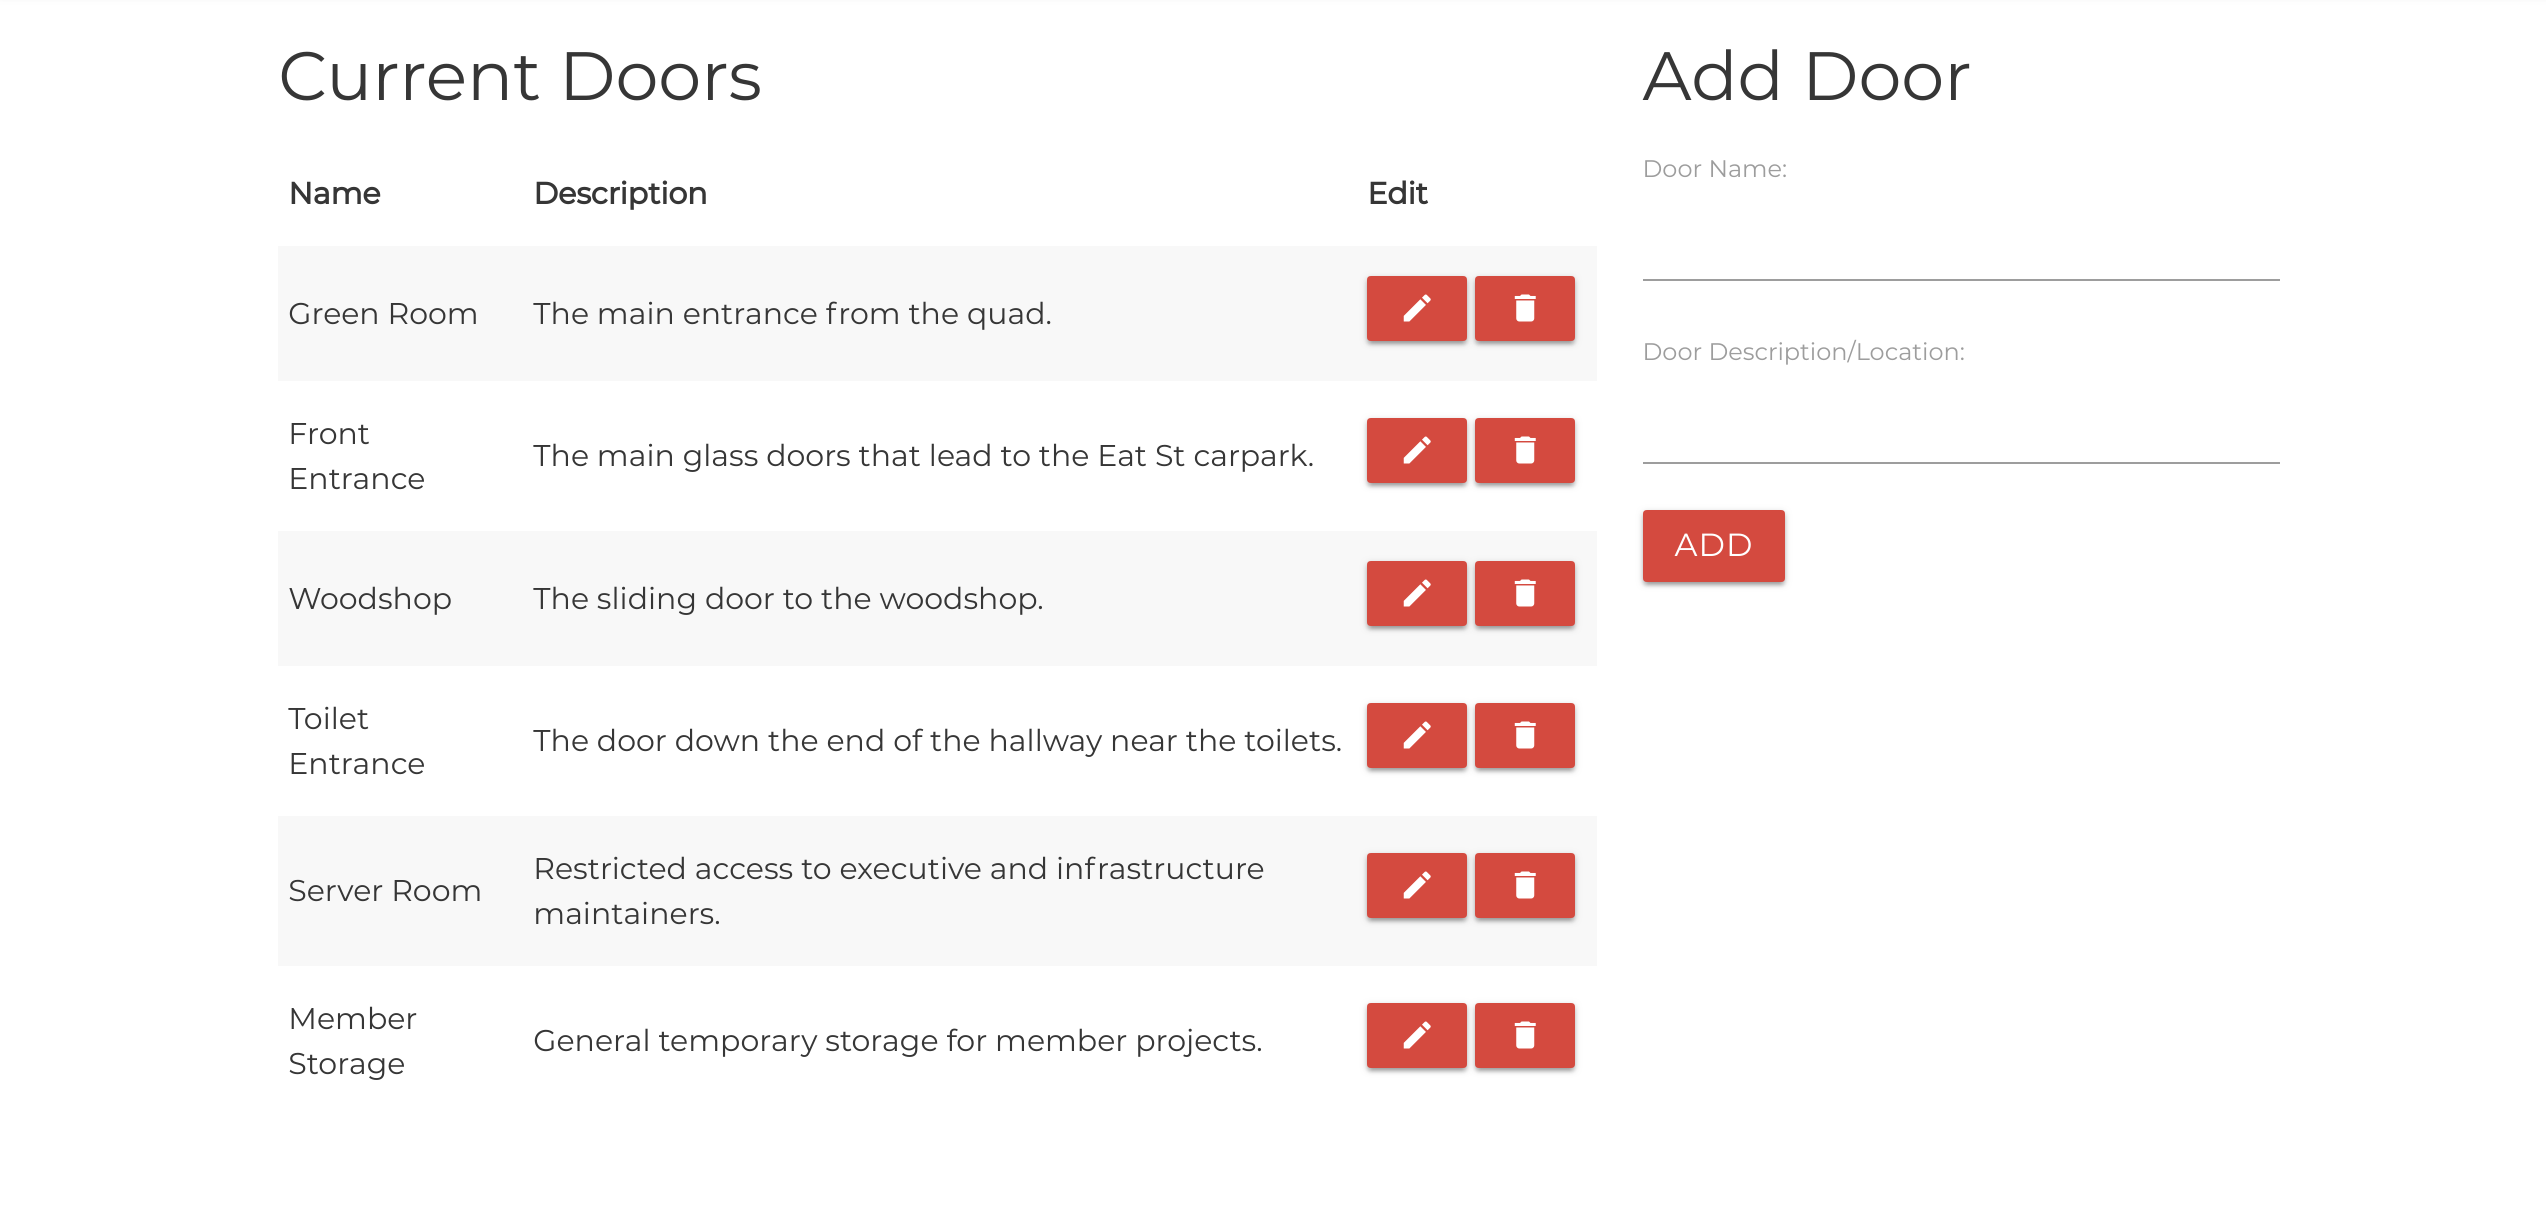 Current Doors
Name Description Edit
Green Room The main entrance from the quad.
Front
Entrance
The main glass doors that lead to the Eat St carpark.
Woodshop The sliding door to the woodshop.
Toilet
Entrance
The door down the end of the hallway near the toilets.
Server Room
Restricted access to executive and infrastructure
maintainers.
Member
Storage
General temporary storage for member projects.
Add Door
Door Name:
Door Description/Location:
ADD